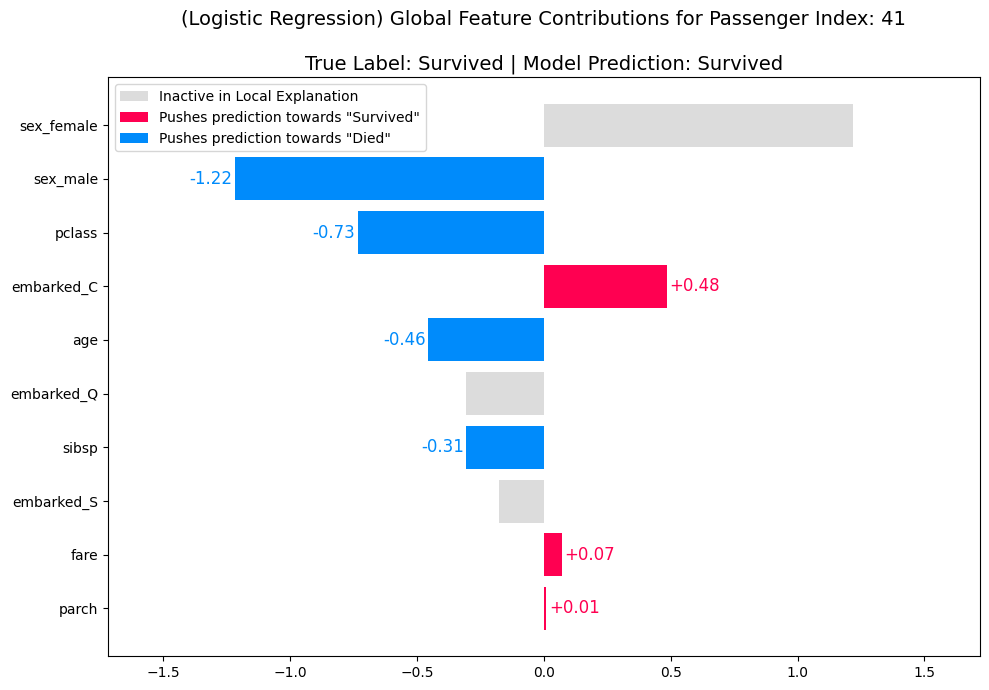 (Logistic Regression) Global Feature Contributions for Passenger Index: 41
True Label: Survived | Model Prediction: Survived
Inactive in Local Explanation
Pushes prediction towards "Survived"
Pushes prediction towards "Died"
sex_female
sex_male
-1.22
pclass
-0.73
embarked_C
+0.48
age
-0.46
embarked_Q
sibsp
-0.31
embarked_S
fare
+0.07
parch
+0.01
−1.5
−1.0
−0.5
0.0
0.5
1.0
1.5